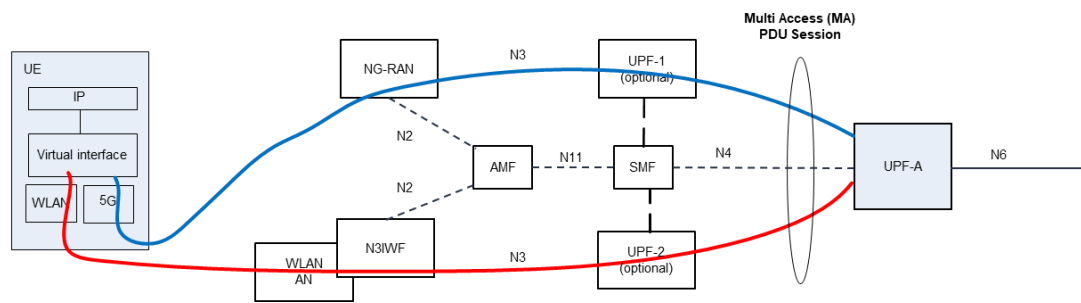 Multi Access (MA)
PDU Session
UE
IP
Virtual interface
WLAN
5G
NG-RAN
N3
UPF-1
(optional)
N2
AMF
N11
SMF
N4
UPF-A
N6
N2
N3IWF
WLAN
AN
N3
UPF-2
(optional)